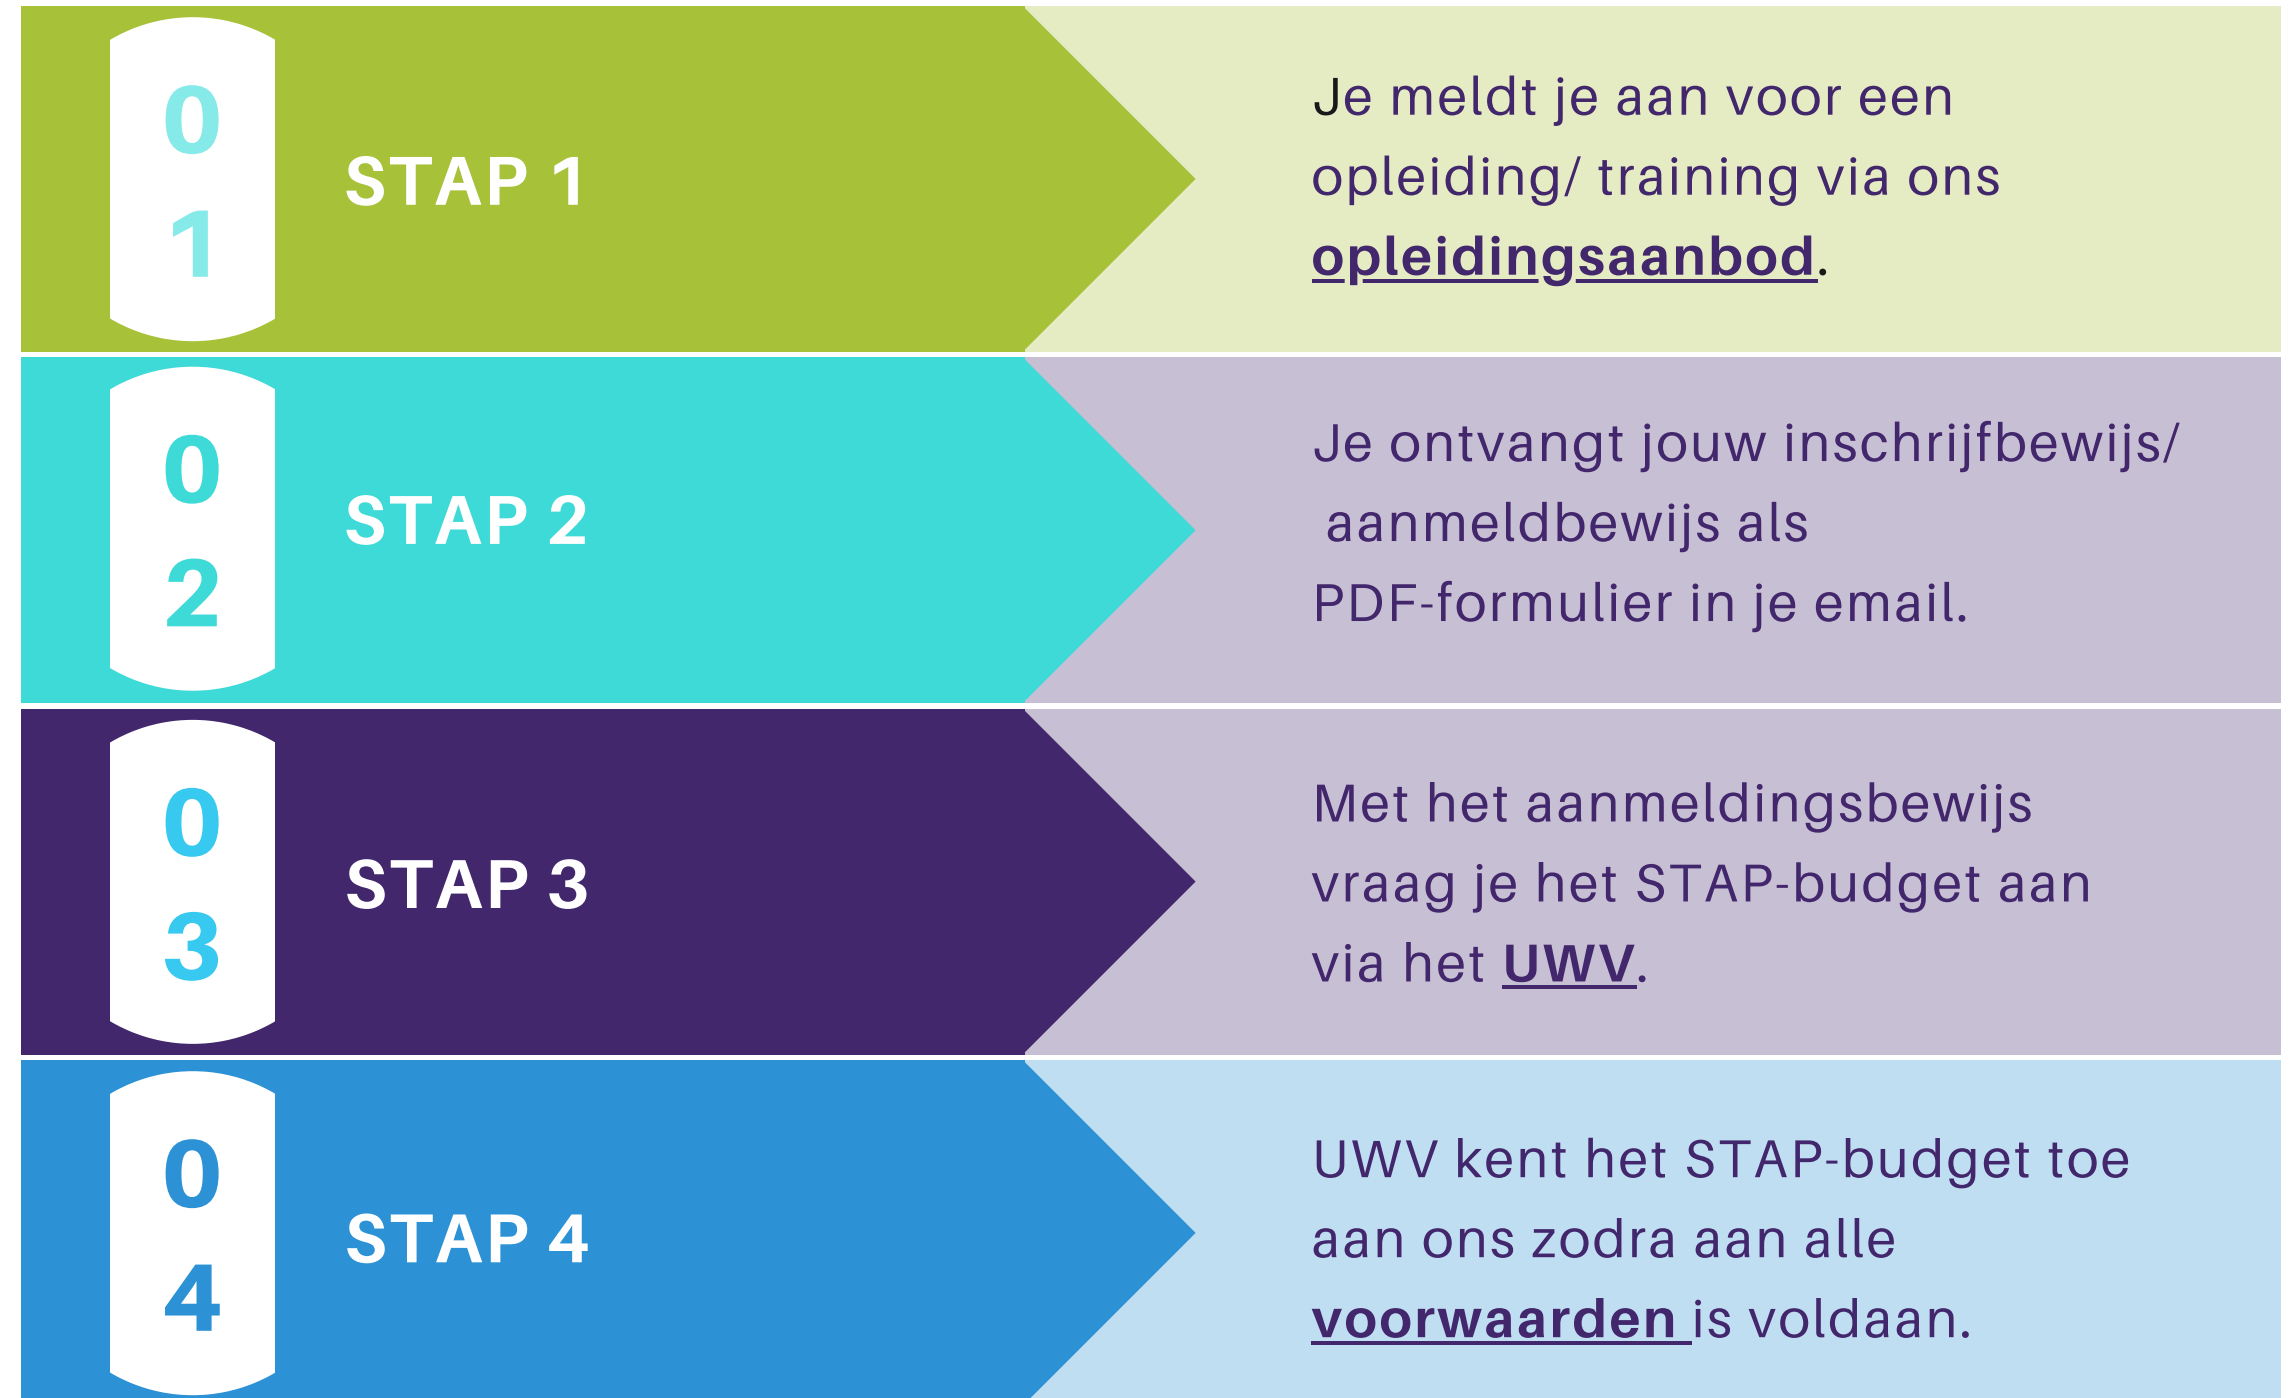 0
1
STAP 1
Je meldt je aan voor een
opleiding/ training via ons
opleidingsaanbod.
0
2
STAP 2
Je ontvangt jouw inschrijfbewijs/
aanmeldbewijs als
PDF-formulier in je email.
0
3
STAP 3
Met het aanmeldingsbewijs
vraag je het STAP-budget aan
via het UWV.
0
4
STAP 4
UWV kent het STAP-budget toe
aan ons zodra aan alle
voorwaarden is voldaan.